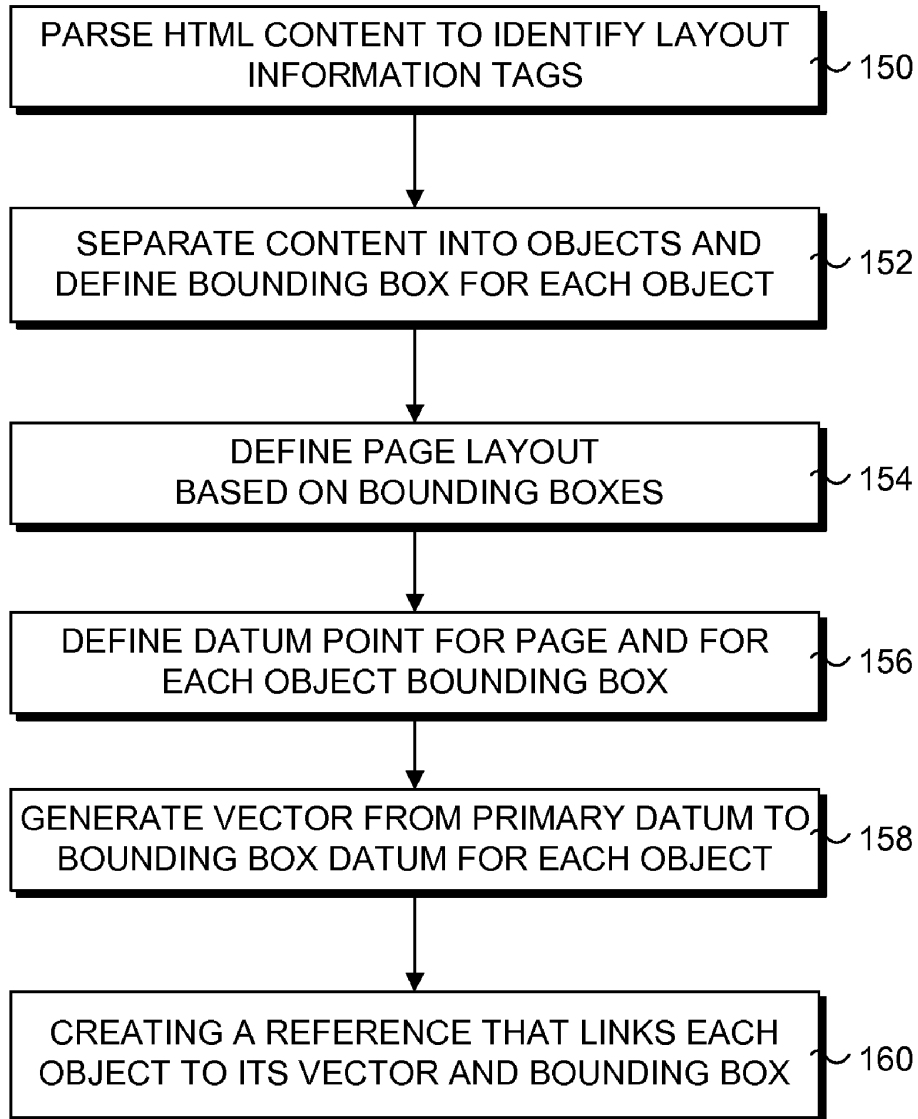 PARSE HTML CONTENT TO IDENTIFY LAYOUT
INFORMATION TAGS
150
SEPARATE CONTENT INTO OBJECTS AND
DEFINE BOUNDING BOX FOR EACH OBJECT
152
DEFINE PAGE LAYOUT
BASED ON BOUNDING BOXES
154
DEFINE DATUM POINT FOR PAGE AND FOR
EACH OBJECT BOUNDING BOX
156
GENERATE VECTOR FROM PRIMARY DATUM TO
BOUNDING BOX DATUM FOR EACH OBJECT
158
CREATING A REFERENCE THAT LINKS EACH
OBJECT TO ITS VECTOR AND BOUNDING BOX
160